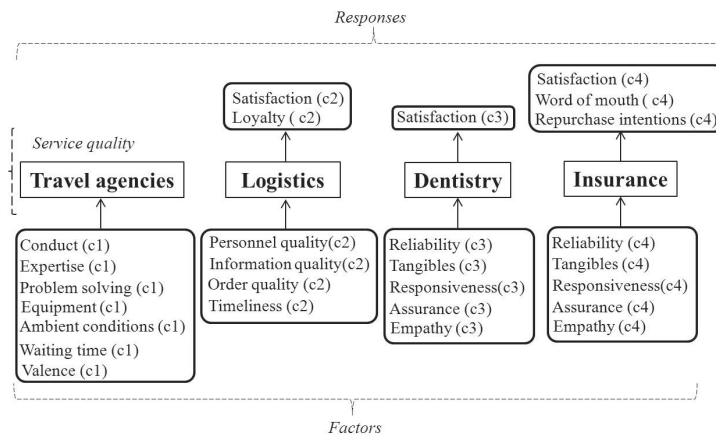 Responses
Satisfaction (c2)
Loyalty ( c2)
Satisfaction (c3)
Satisfaction (c4)
Word of mouth ( c4)
Repurchase intentions (c4)
Service quality
Travel agencies
Logistics
Dentistry
Insurance
Conduct (c1)
Expertise (c1)
Problem solving (c1)
Equipment (c1)
Ambient conditions (c1)
Waiting time (c1)
Valence (c1)
Personnel quality(c2)
Information quality(c2)
Order quality (c2)
Timeliness (c2)
Reliability (c3)
Tangibles (c3)
Responsiveness(c3)
Assurance (c3)
Empathy (c3)
Reliability (c4)
Tangibles (c4)
Responsiveness(c4)
Assurance (c4)
Empathy (c4)
Factors